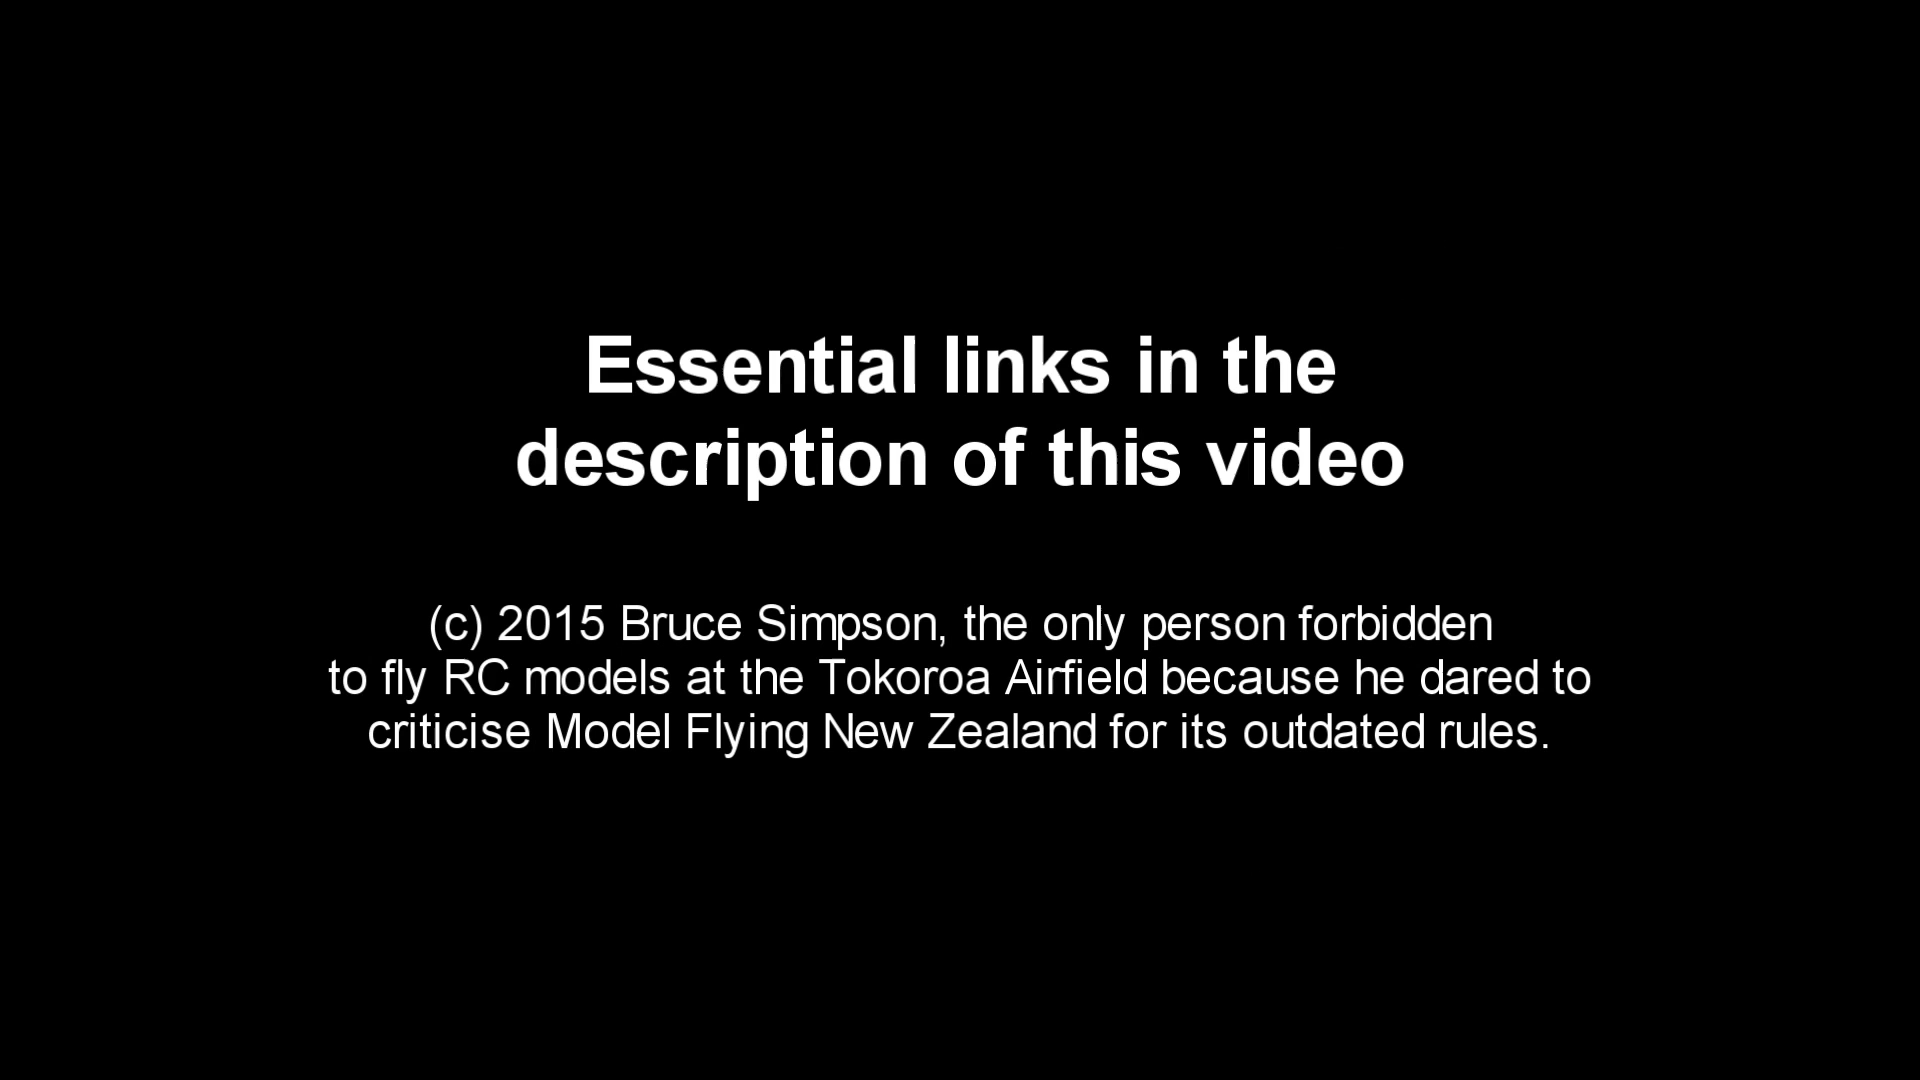 Essential links in the
description of this video
(c) 2015 Bruce Simpson, the only person forbidden
to fly RC models at the Tokoroa Airfield because he dared to
criticise Model Flying New Zealand for its outdated rules.